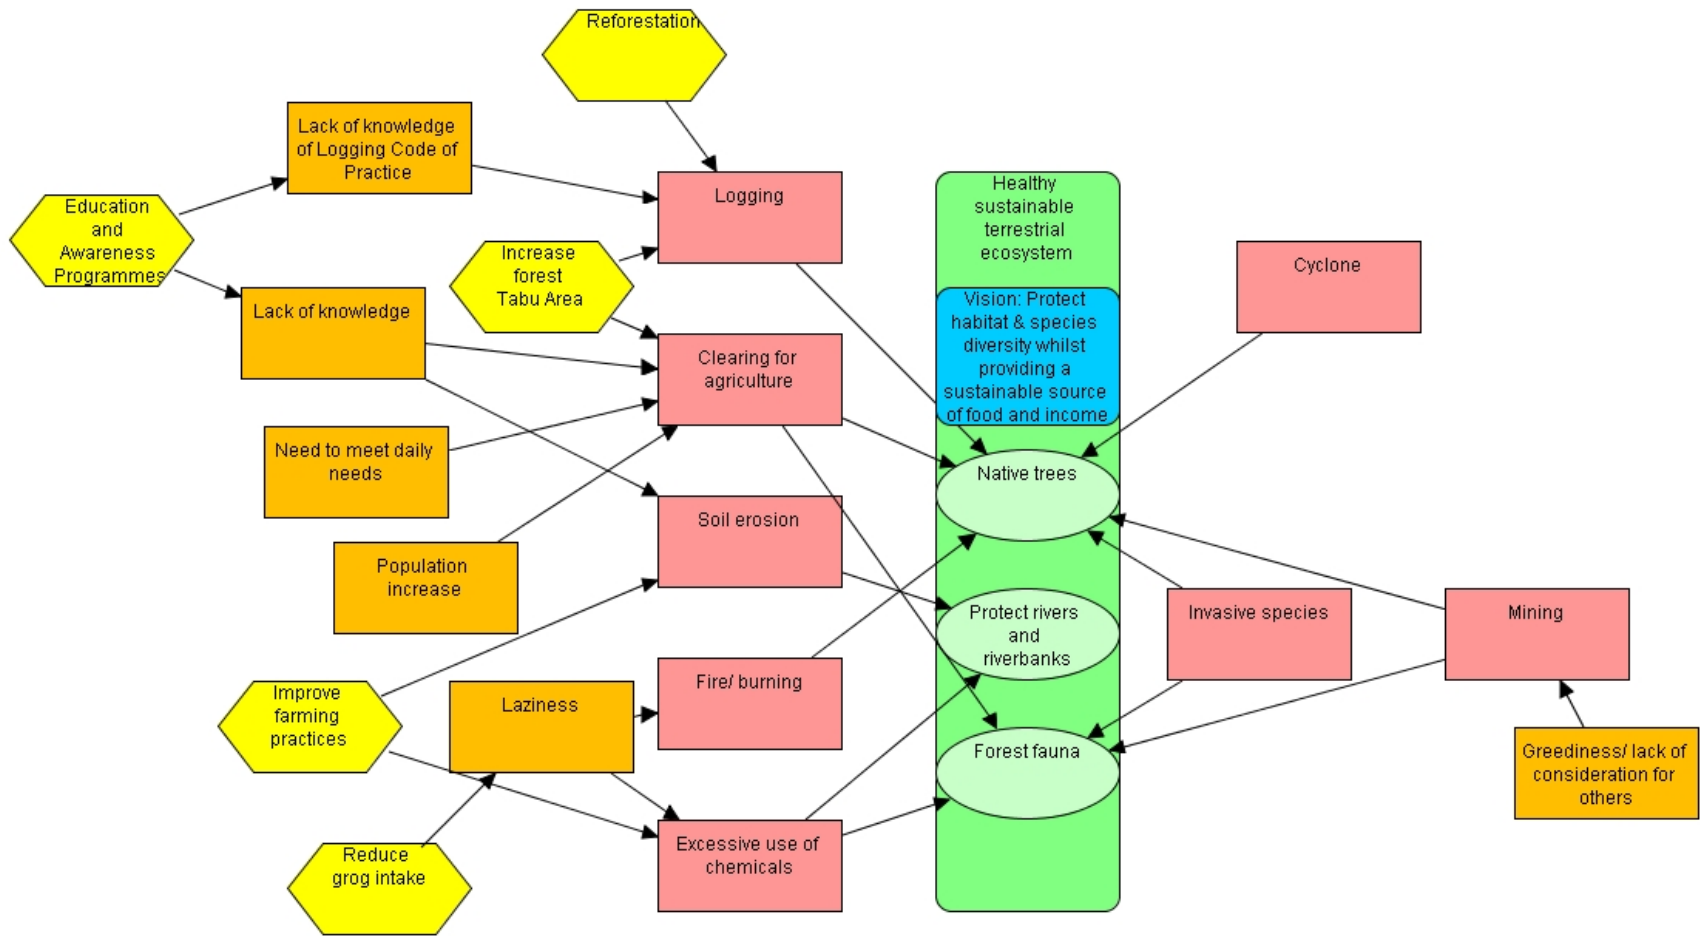 Reforestation
Lack of knowledge
of Logging Code of
Practice
Education
and
Awareness
Programmes
Logging
Healthy
sustainable
terrestrial
ecosystem
Increase
forest
Tabu Area
Cyclone
Lack of knowledge
Vision: Protect
habitat & species
diversity whilst
providing a
sustainable source
of food and income
Clearing for
agriculture
Need to meet daily
needs
Native trees
Soil erosion
Population
increase
Protect rivers
and
riverbanks
Invasive species
Mining
Improve
farming
practices
Laziness
Fire/ burning
Forest fauna
Greediness/ lack of
consideration for
others
Reduce
grog intake
Excessive use of
chemicals